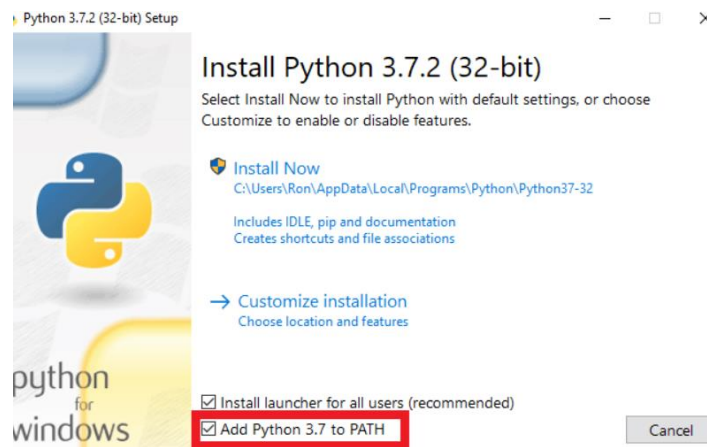 Python 3.7.2 (32-bit) Setup
Install Python 3.7.2 (32-bit)
Select Install Now to install Python with default settings, or choose
Customize to enable or disable features.
Install Now
C:\Users\Ron\AppData\Local\Programs\Python\Python37-32
Includes IDLE, pip and documentation
Creates shortcuts and file associations
Customize installation
Choose location and features
python
for
windows
Install launcher for all users (recommended)
Add Python 3.7 to PATH
Cancel